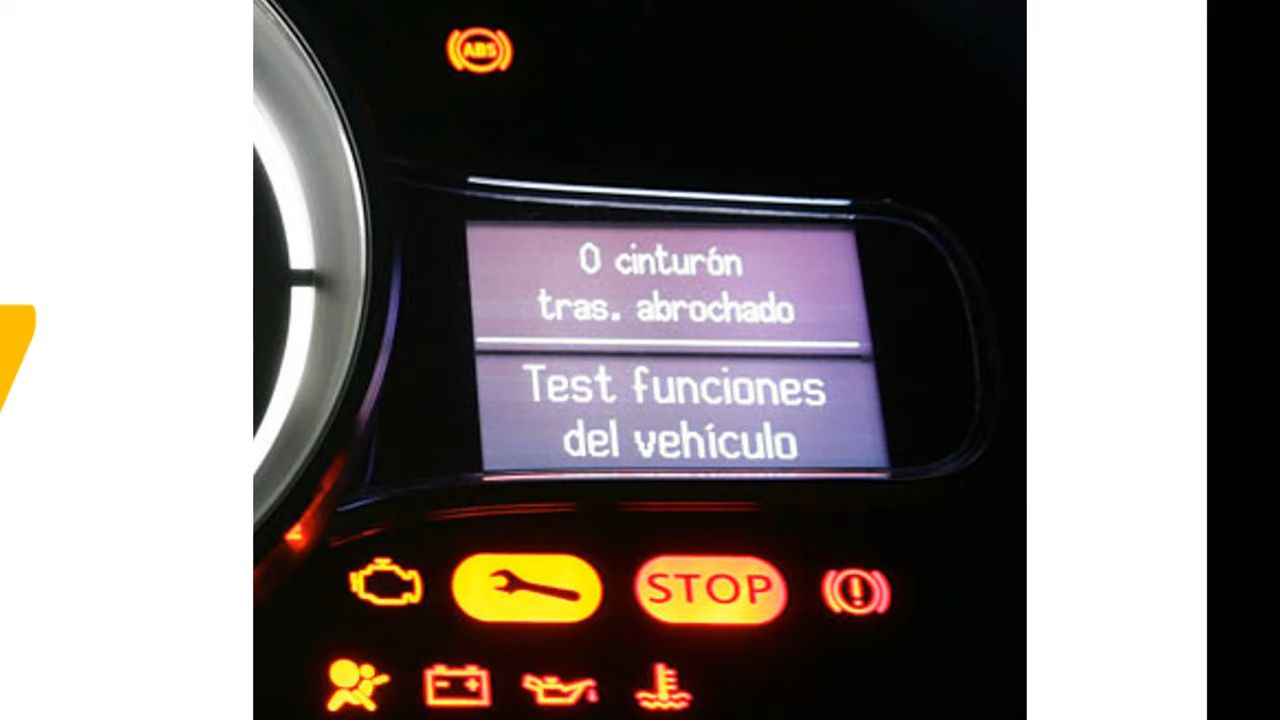 ABS
0 cinturón
tras. abrochado
Test funciones
del vehículo
STOP